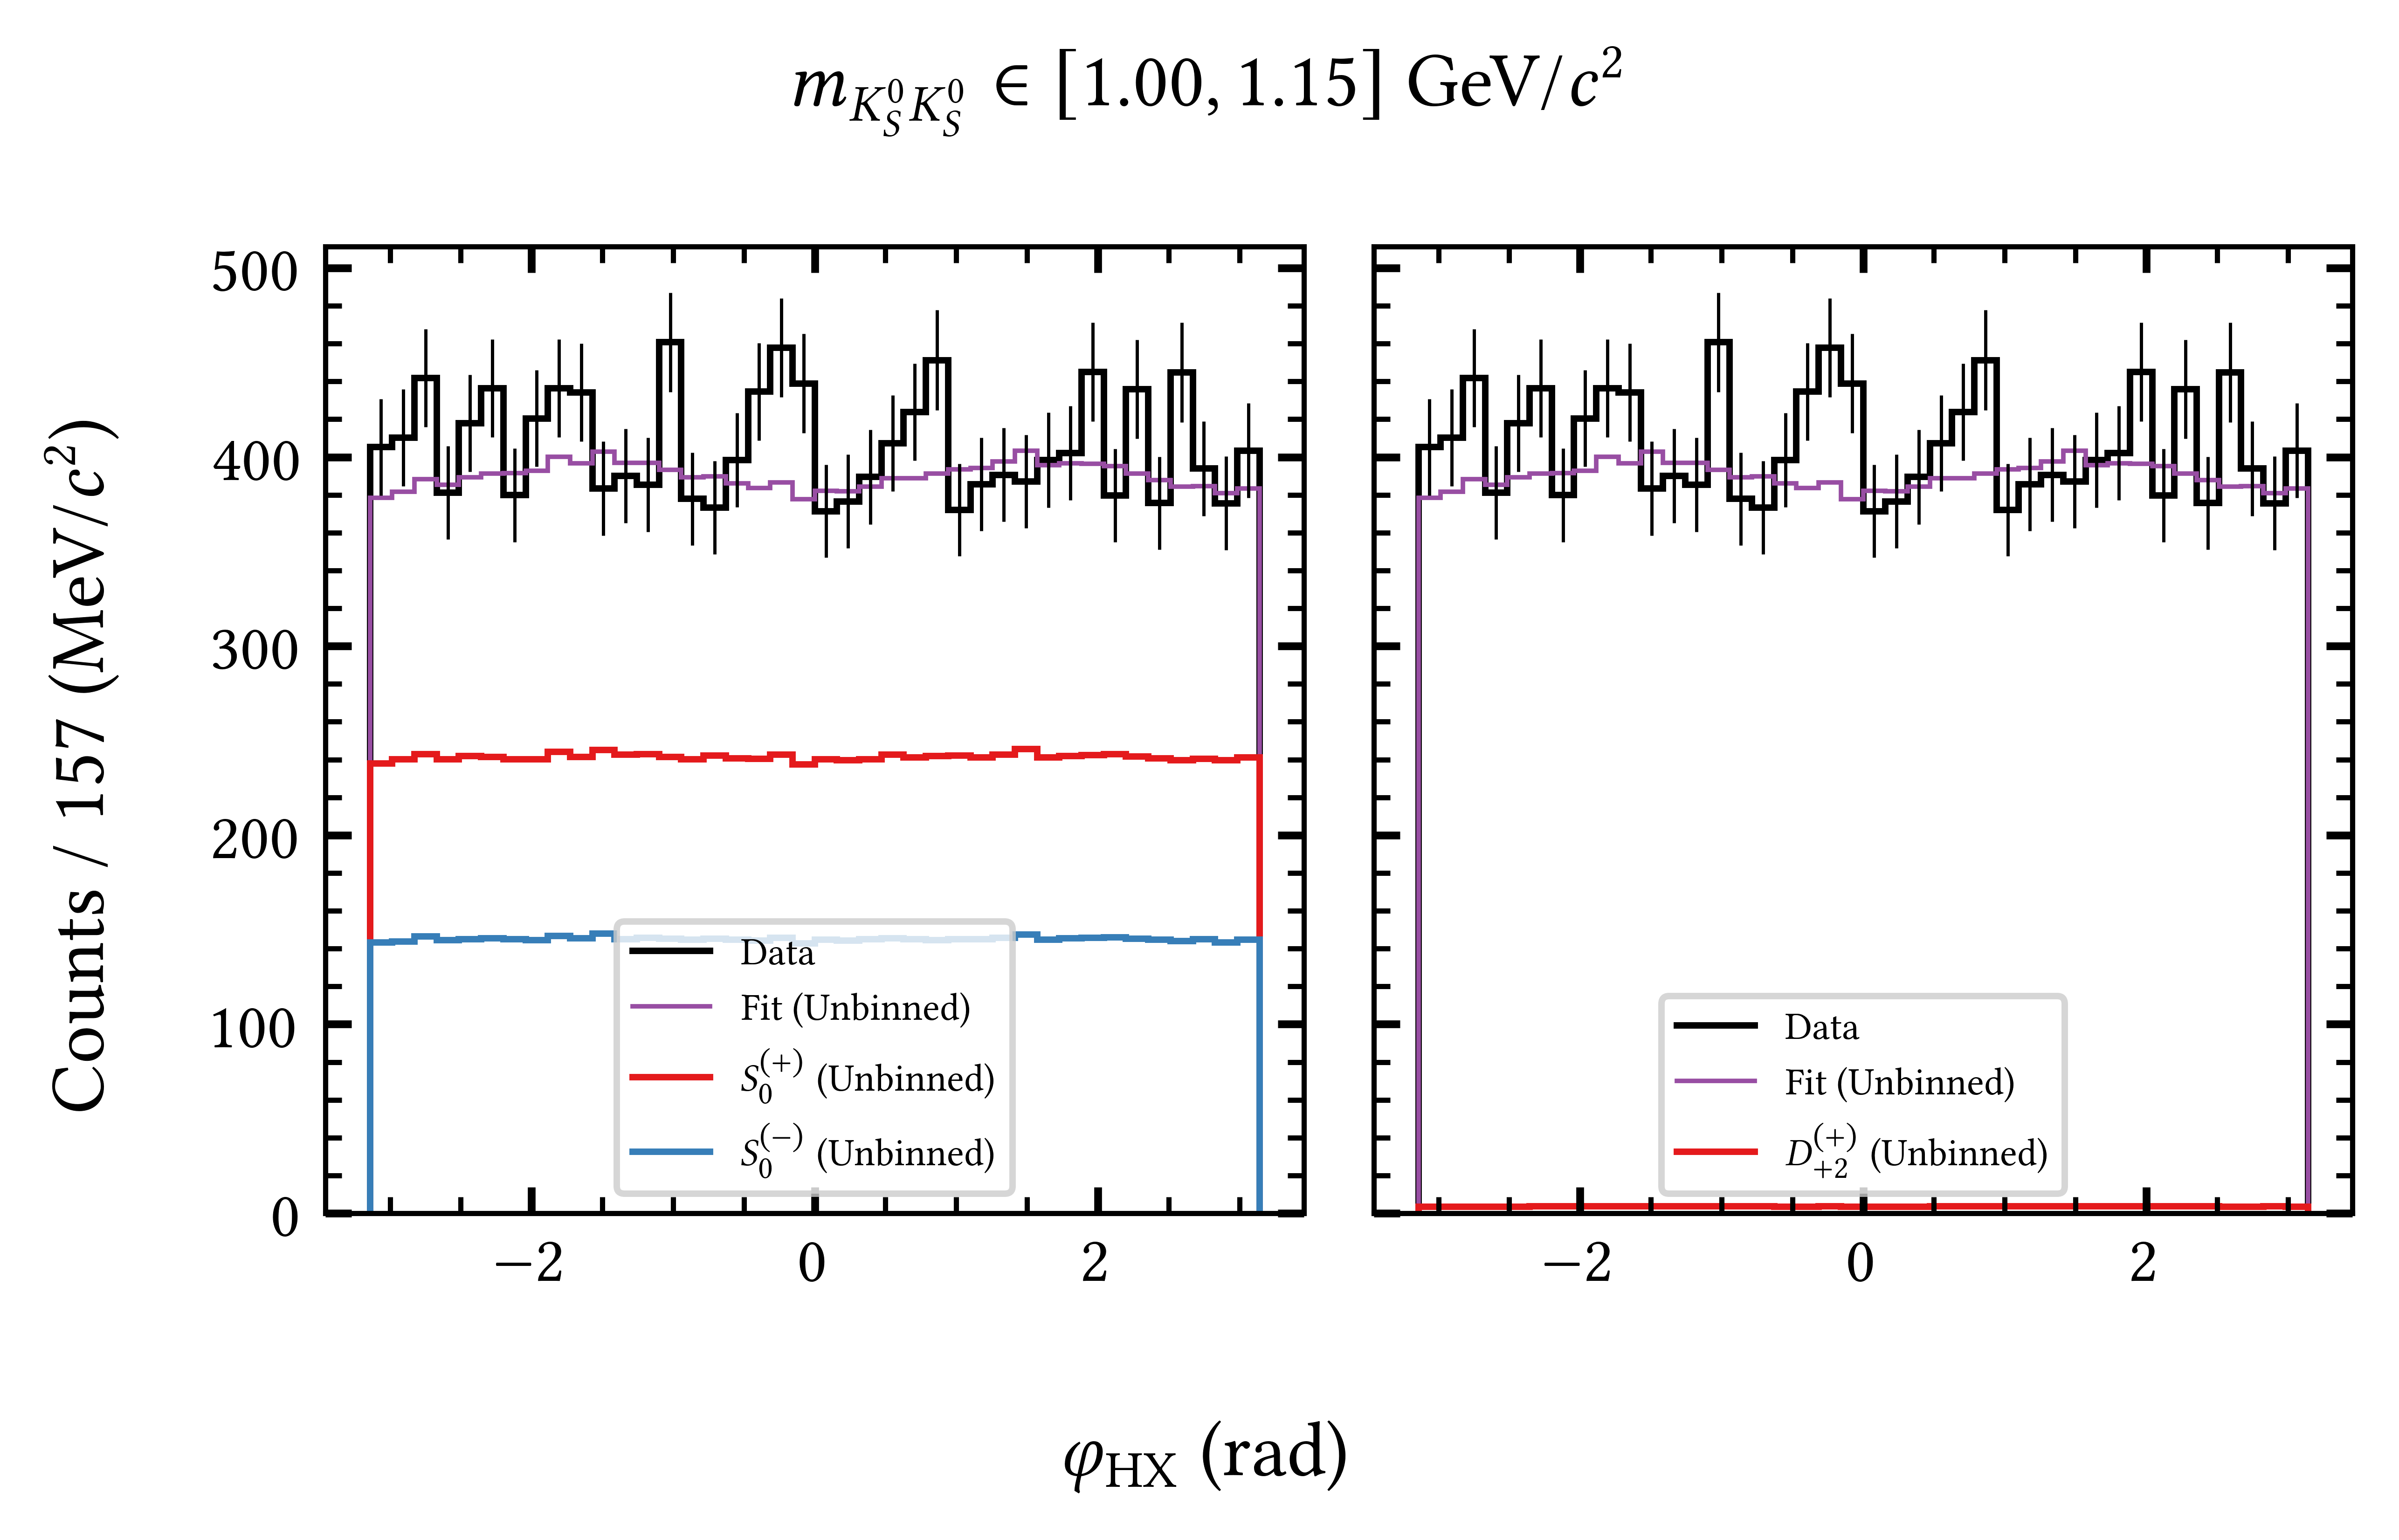 m_{K_S^0 K_S^0} ∈ [1.00, 1.15] GeV/c²
Counts / 157 (MeV/c²)
500
400
300
200
100
0
Data
Fit (Unbinned)
S_0^{(+)} (Unbinned)
S_0^{(−)} (Unbinned)
Data
Fit (Unbinned)
D_{+2}^{(+)} (Unbinned)
−2 0 2
−2 0 2
φ_{HX} (rad)